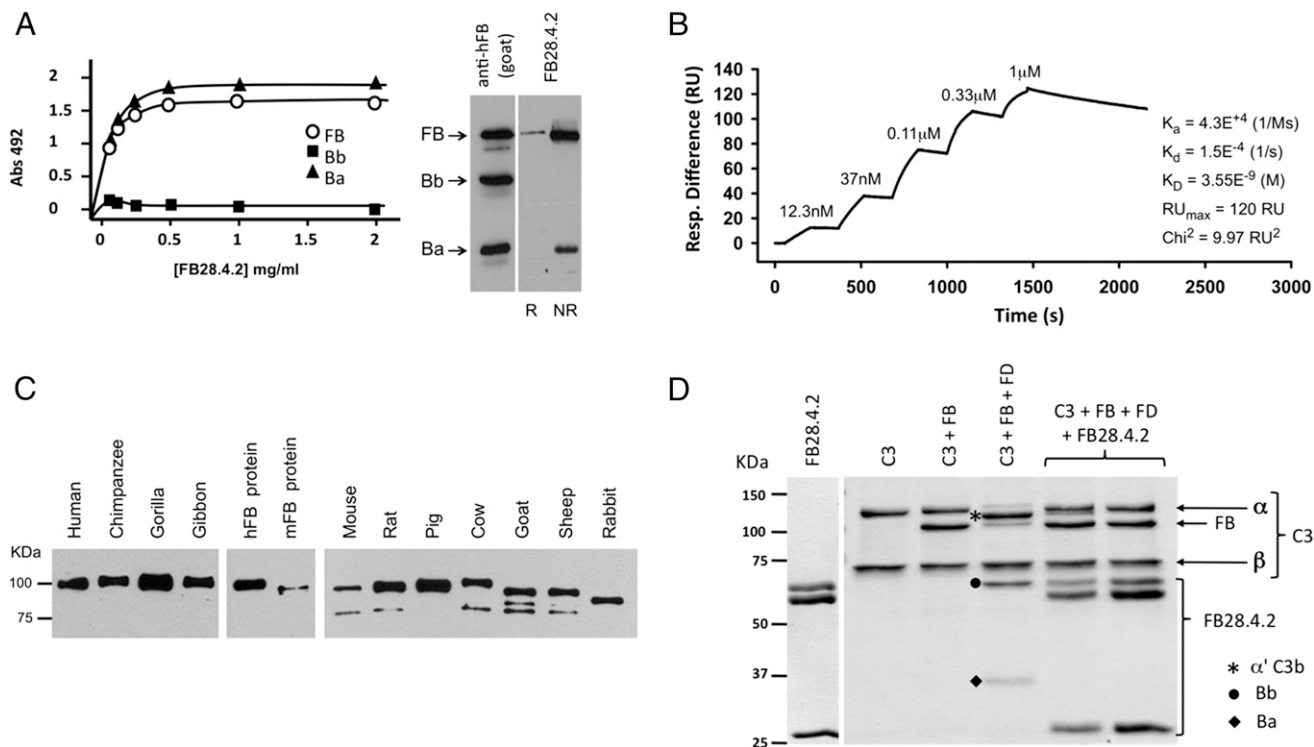 A
Abs 492
2
1.5
1
0.5
0
FB
Bb
Ba
0
0.5
1
2
[FB28.4.2] mg/ml
anti-hFB
(goat)
FB28.4.2
FB
Bb
Ba
R
NR
B
Resp. Difference (RU)
140
120
100
80
60
40
20
0
12.3nM
37nM
0.11μM
0.33μM
1μM
0
500
1000
1500
2000
2500
3000
Time (s)
Ka = 4.3E+4 (1/Ms)
Kd = 1.5E-4 (1/s)
KD = 3.55E-9 (M)
RUmax = 120 RU
Chi2 = 9.97 RU2
C
Human
Chimpanzee
Gorilla
Gibbon
hFB protein
mFB protein
Mouse
Rat
Pig
Cow
Goat
Sheep
Rabbit
KDa
100
75
D
KDa
FB28.4.2
C3
C3 + FB
C3 + FB + FD
C3 + FB + FD
+ FB28.4.2
150
100
75
50
37
25
*
α
FB
β
C3
FB28.4.2
* α' C3b
Bb
Ba